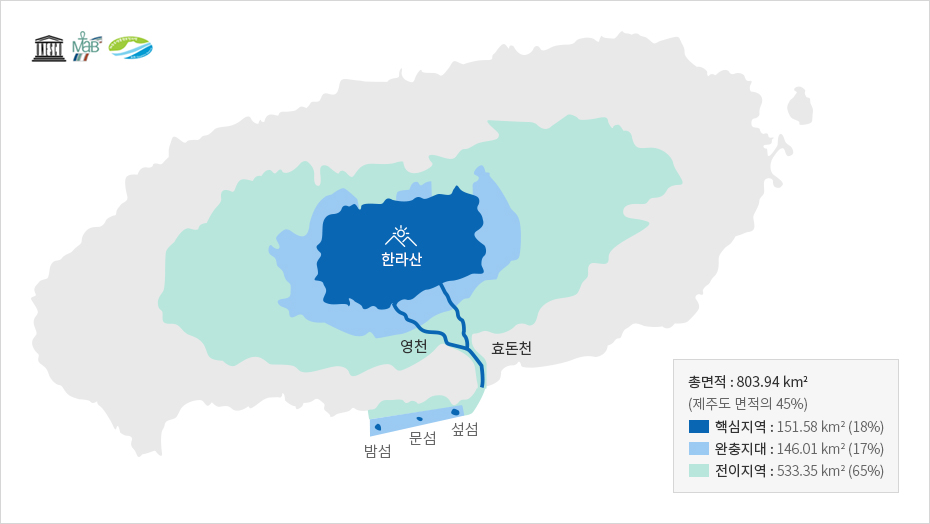 MaB
한라산
영천
효돈천
밤섬
문섬
섶섬
총면적 : 803.94 km²
(제주도 면적의 45%)
핵심지역 : 151.58 km² (18%)
완충지대 : 146.01 km² (17%)
전이지역 : 533.35 km² (65%)